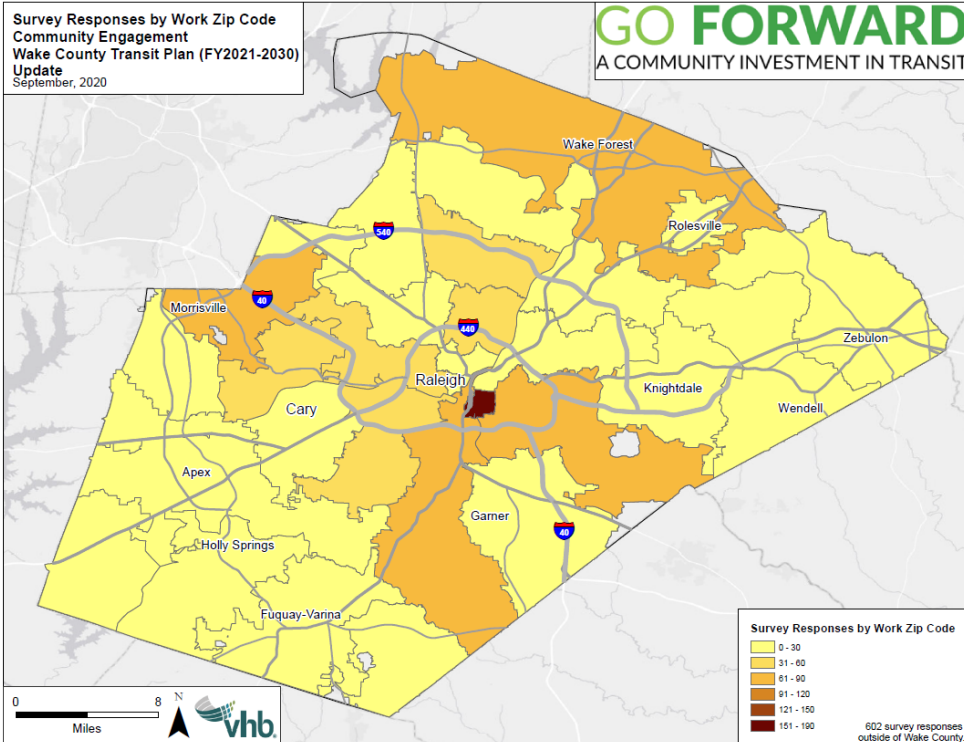 Survey Responses by Work Zip Code
Community Engagement
Wake County Transit Plan (FY2021-2030)
Update
September, 2020
GO FORWARD
A COMMUNITY INVESTMENT IN TRANSIT
Wake Forest
Rolesville
540
40
Morrisville
440
Zebulon
Raleigh
Knightdale
Cary
Wendell
Apex
Garner
40
Holly Springs
Fuquay-Varina
Survey Responses by Work Zip Code
0 - 30
31 - 60
61 - 90
91 - 120
121 - 150
151 - 190
602 survey responses
outside of Wake County.
0 8
Miles
N
vhb